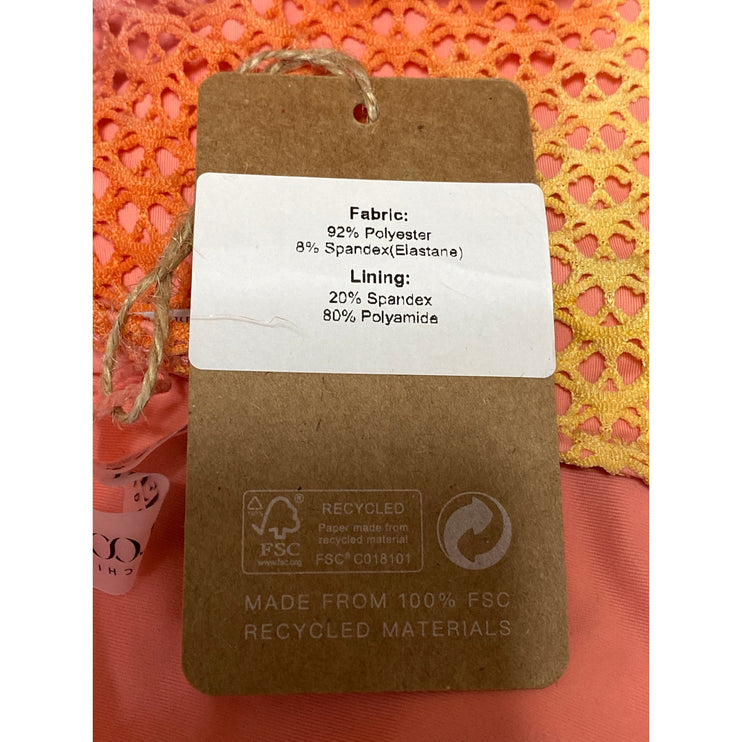 Fabric:
92% Polyester
8% Spandex(Elastane)
Lining:
20% Spandex
80% Polyamide
RECYCLED
Paper made from
recycled material
FSC® C018101
FSC
www.fsc.org
MADE FROM 100% FSC
RECYCLED MATERIALS